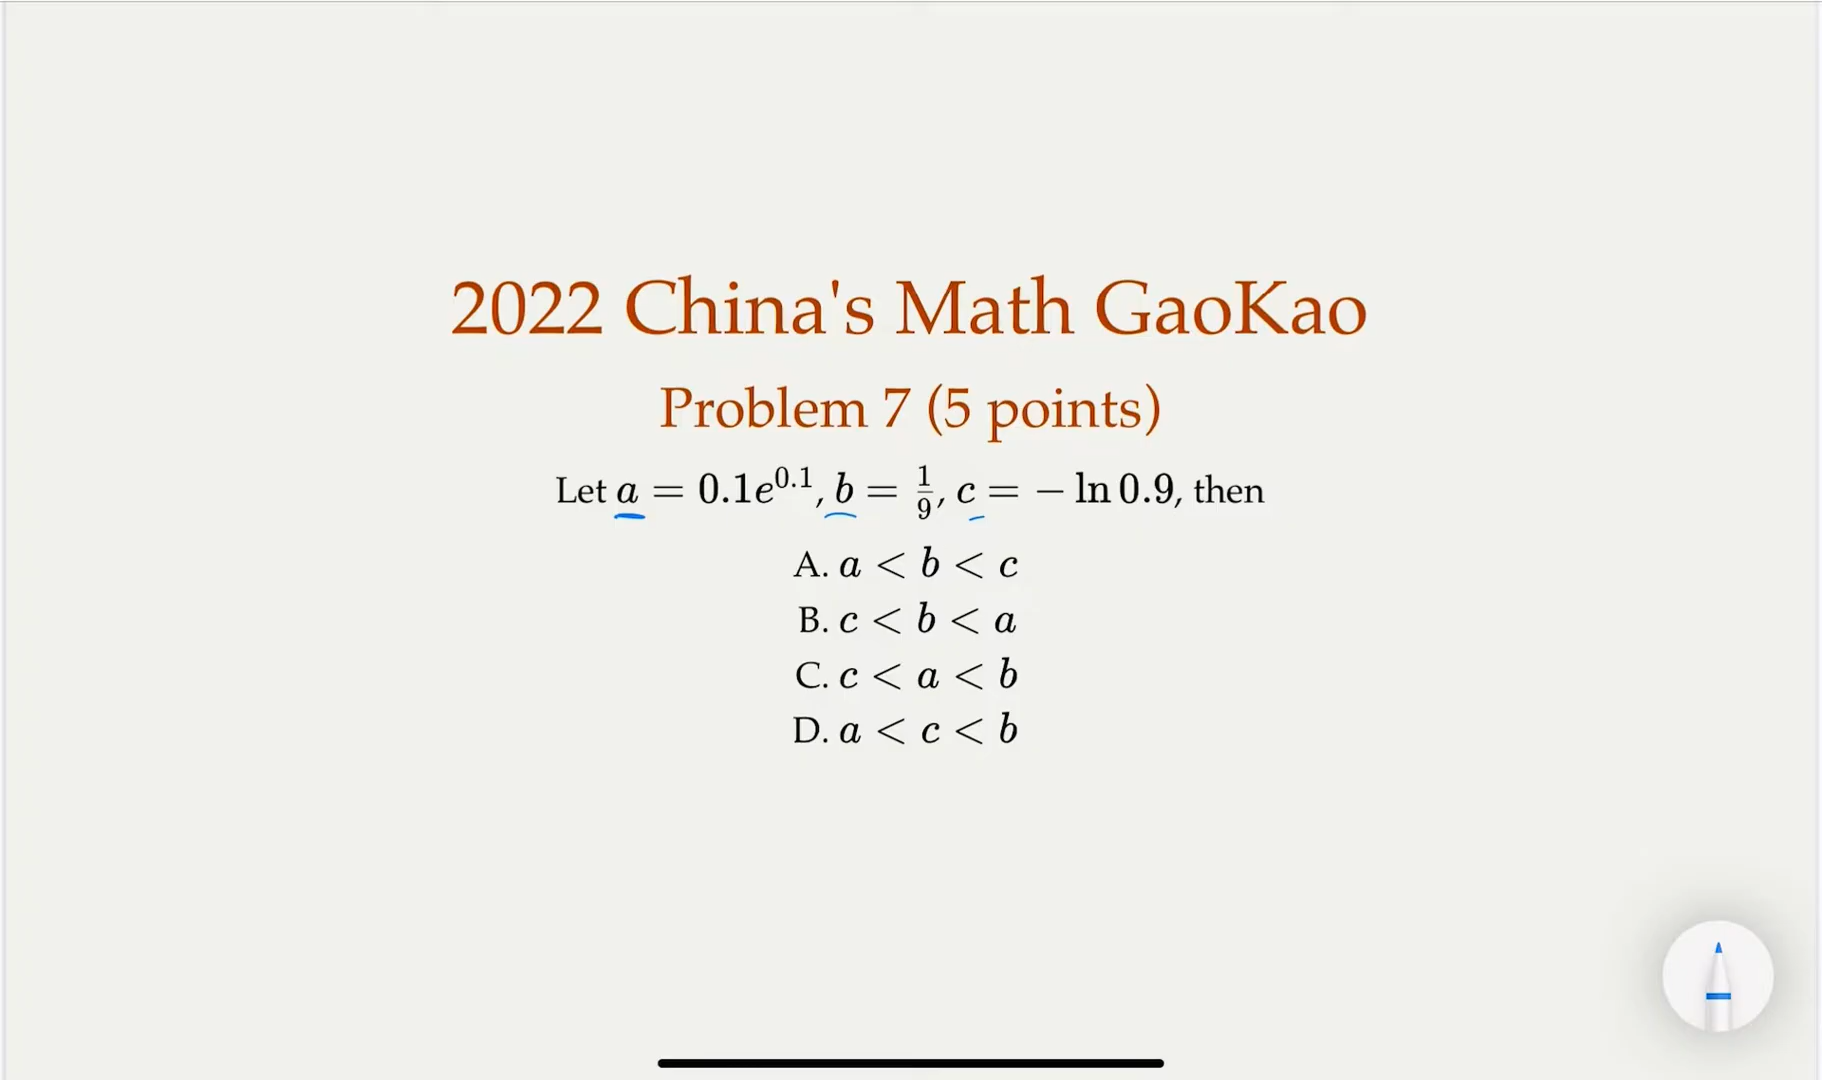 2022 China's Math GaoKao
Problem 7 (5 points)
Let a = 0.1e^{0.1}, b = \frac{1}{9}, c = − ln 0.9, then
A. a < b < c
B. c < b < a
C. c < a < b
D. a < c < b